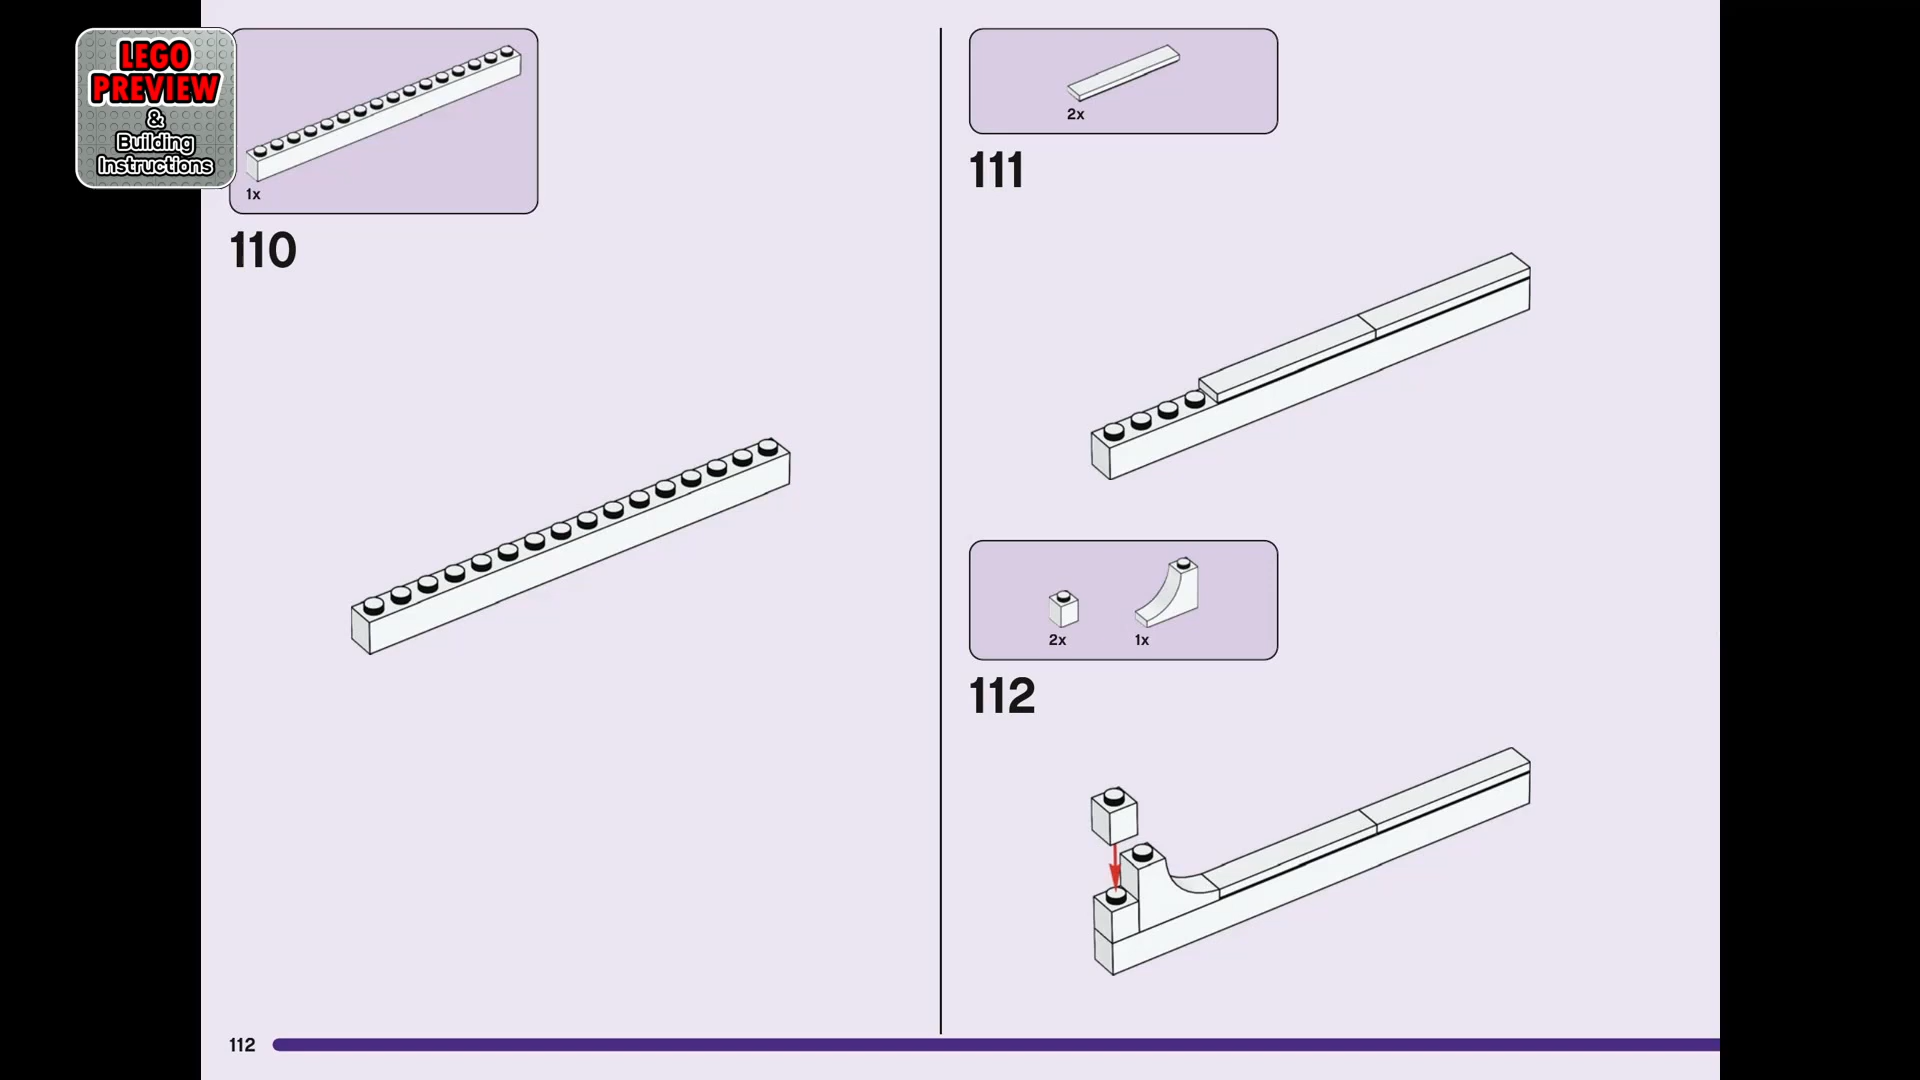 LEGO
PREVIEW
&
Building
Instructions
1x
110
2x
111
2x 1x
112
112